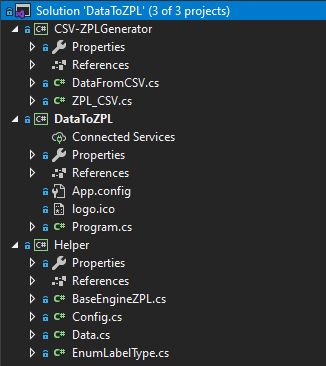 Solution 'DataToZPL' (3 of 3 projects)
C# CSV-ZPLGenerator
Properties
References
C# DataFromCSV.cs
C# ZPL_CSV.cs
C# DataToZPL
Connected Services
Properties
References
App.config
logo.ico
C# Program.cs
C# Helper
Properties
References
C# BaseEngineZPL.cs
C# Config.cs
C# Data.cs
C# EnumLabelType.cs